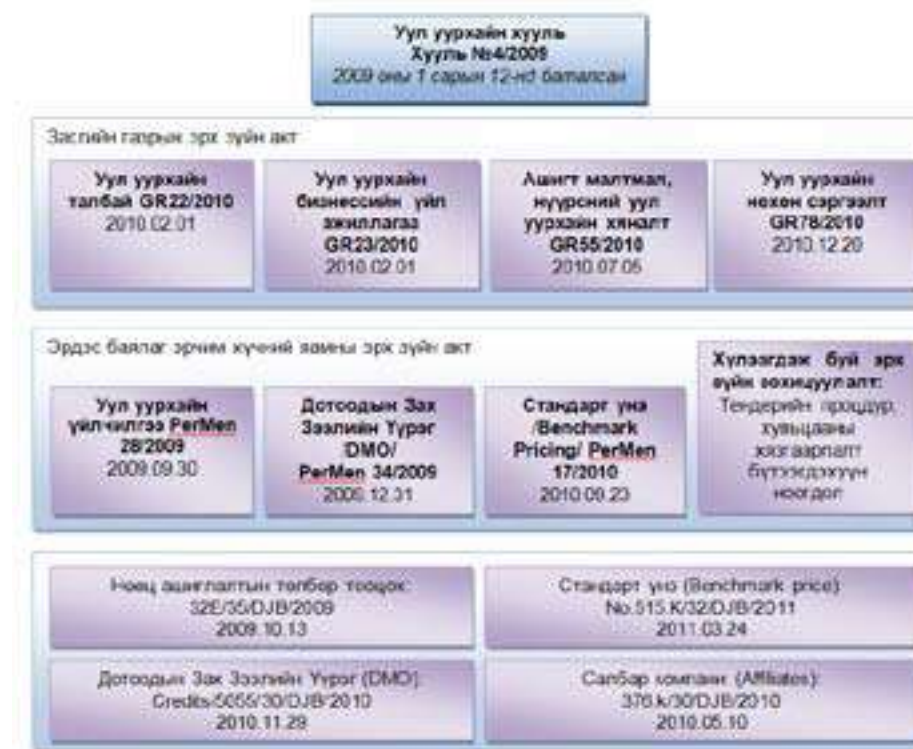 Уул уурхайн хууль
Хууль №4/2009
2009 оны 1 сарын 12-нд баталсан
Засгийн газрын эрх зүйн акт
Уул уурхайн
талбай GR22/2010
2010.02.01
Уул уурхайн
бизнессийн үйл
ажиллагаа
GR23/2010
2010.02.01
Ашигт малтмал,
нүүрсний уул
уурхайн хяналт
GR55/2010
2010.07.05
Уул уурхайн
нөхөн сэргээлт
GR78/2010
2010.12.20
Эрдэс баялаг эрчим хүчний яамны эрх зүйн акт
Уул уурхайн
үйлчилгээ PerMen
28/2009
2009.09.30
Дотоодын Зах
Зээлийн Үүрэг
/DMO/
PerMen 34/2009
2009.12.31
Стандарт үнэ
/Benchmark
Pricing/ PerMen
17/2010
2010.09.23
Хүлээгдэж буй эрх
зүйн зохицуулалт:
Тендерийн процедур,
хувьцааны
хязгаарлалт
бүтээгдэхүүн
ноогдол
Нөөц ашиглалтын төлбөр тооцох:
32E/35/DJB/2009
2009.10.13
Стандарт үнэ (Benchmark price)
No.515.K/32/DJB/2011
2011.03.24
Дотоодын Зах Зээлийн Үүрэг (DMO):
Credits/5055/30/DJB/2010
2010.11.29
Салбар компани (Affiliates):
376.k/30/DJB/2010
2010.05.10